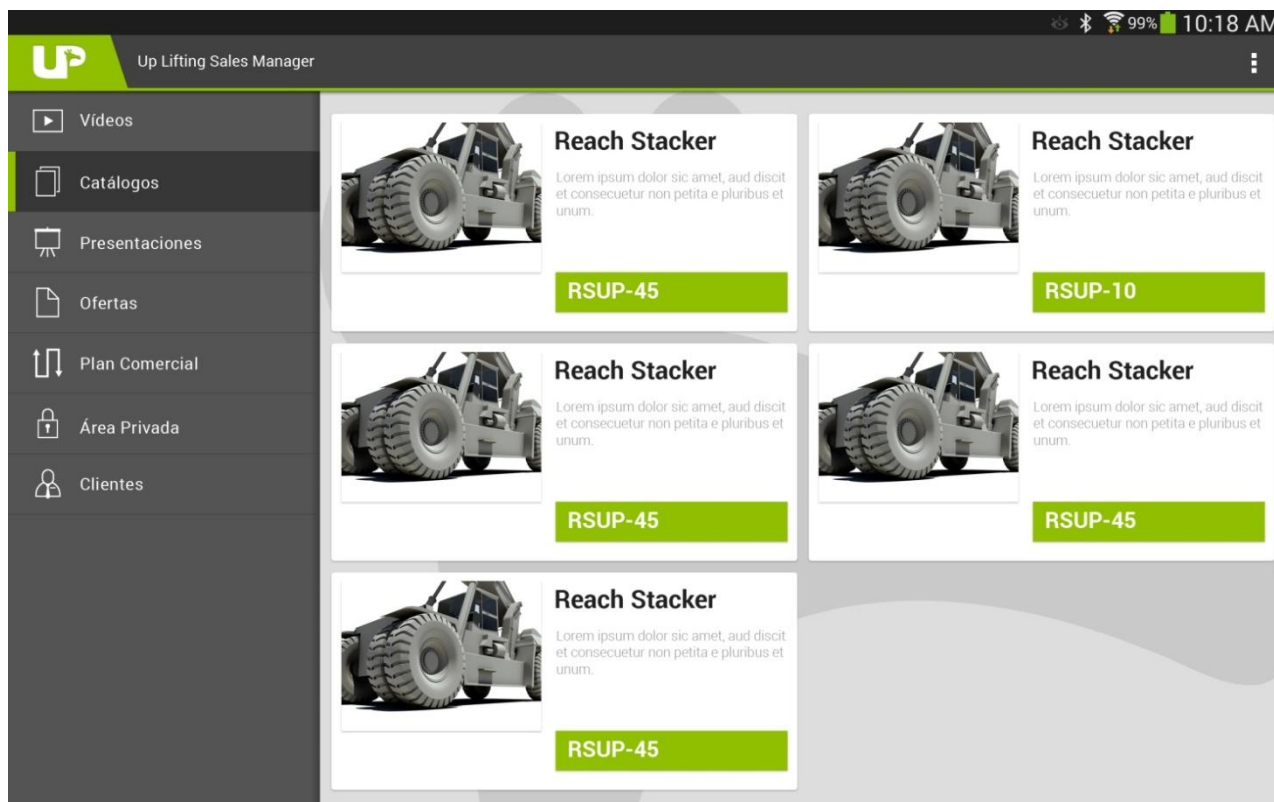 99% 10:18 AM
UP Up Lifting Sales Manager
Vídeos
Catálogos
Presentaciones
Ofertas
Plan Comercial
Área Privada
Clientes
Reach Stacker
Lorem ipsum dolor sic amet, aud discit
et consecuetur non petita e pluribus et
unum.
RSUP-45
Reach Stacker
Lorem ipsum dolor sic amet, aud discit
et consecuetur non petita e pluribus et
unum.
RSUP-10
Reach Stacker
Lorem ipsum dolor sic amet, aud discit
et consecuetur non petita e pluribus et
unum.
RSUP-45
Reach Stacker
Lorem ipsum dolor sic amet, aud discit
et consecuetur non petita e pluribus et
unum.
RSUP-45
Reach Stacker
Lorem ipsum dolor sic amet, aud discit
et consecuetur non petita e pluribus et
unum.
RSUP-45